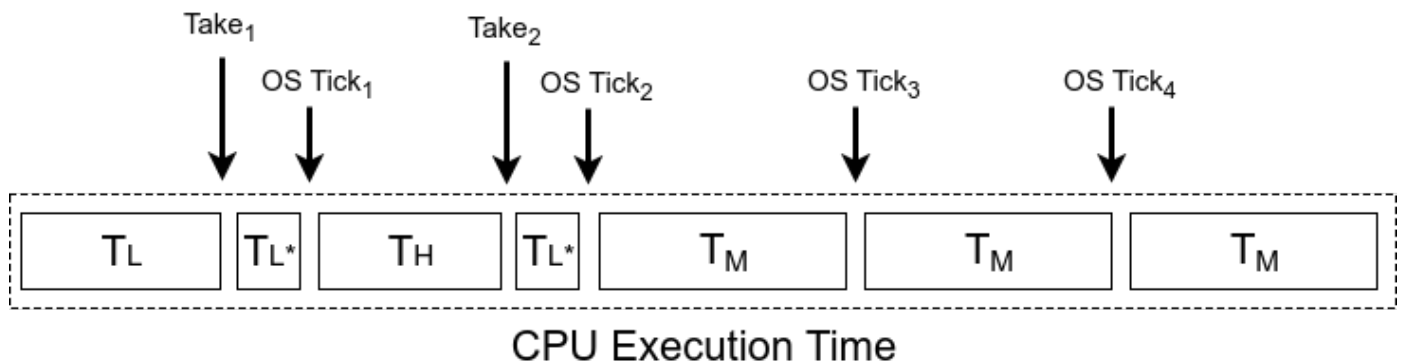 Take₁
Take₂
OS Tick₁
OS Tick₂
OS Tick₃
OS Tick₄
TL
TL*
TH
TL*
TM
TM
TM
CPU Execution Time